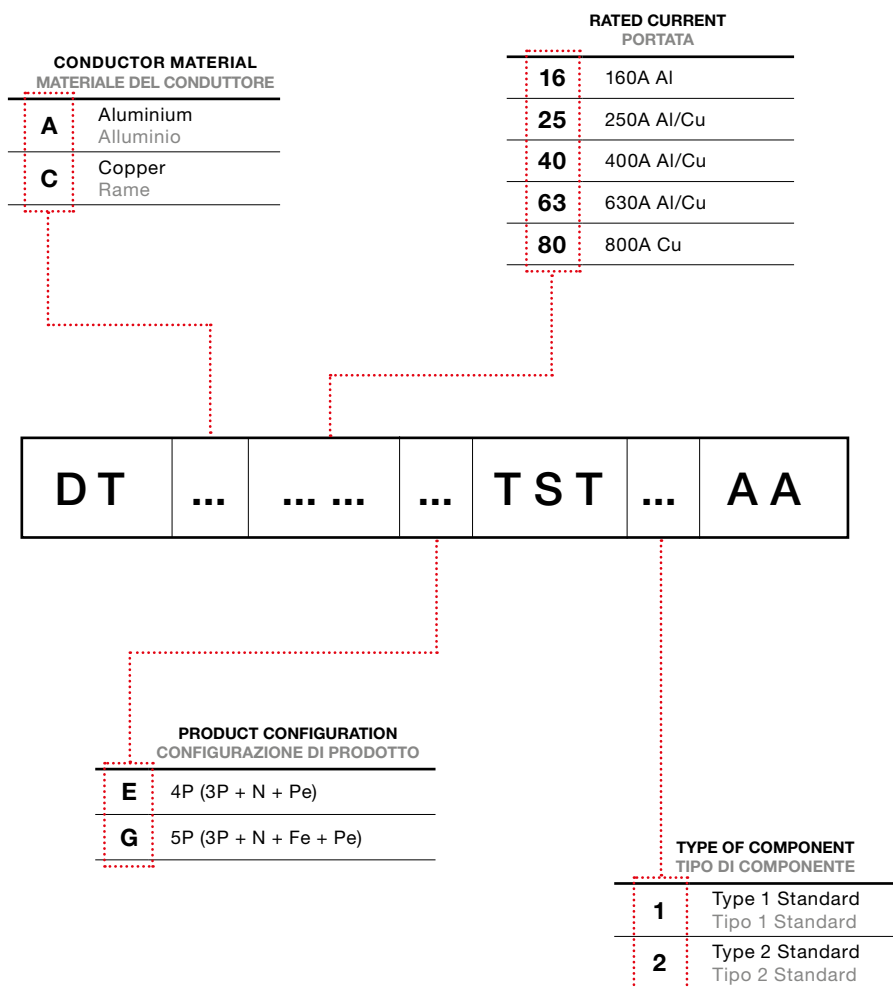 RATED CURRENT
PORTATA
16 160A Al
25 250A Al/Cu
40 400A Al/Cu
63 630A Al/Cu
80 800A Cu
CONDUCTOR MATERIAL
MATERIALE DEL CONDUTTORE
A Aluminium
Alluminio
C Copper
Rame
D T ... ... ... ... T S T ... A A
PRODUCT CONFIGURATION
CONFIGURAZIONE DI PRODOTTO
E 4P (3P + N + Pe)
G 5P (3P + N + Fe + Pe)
TYPE OF COMPONENT
TIPO DI COMPONENTE
1 Type 1 Standard
Tipo 1 Standard
2 Type 2 Standard
Tipo 2 Standard